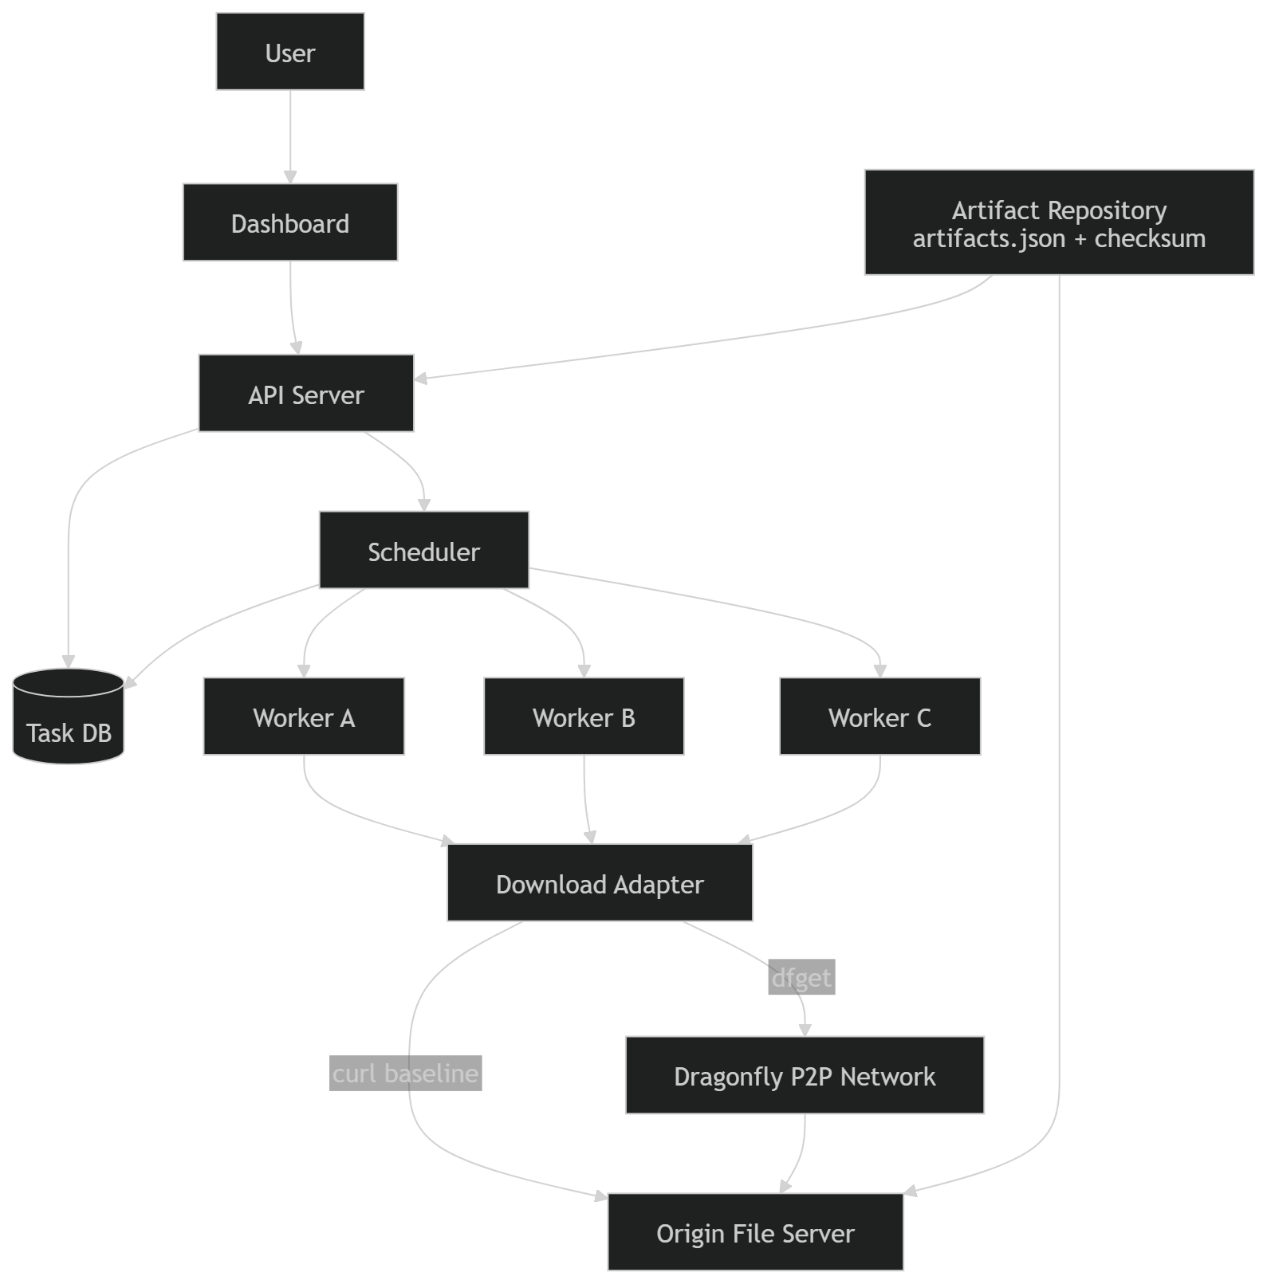 User
Dashboard
Artifact Repository
artifacts.json + checksum
API Server
Scheduler
Task DB
Worker A
Worker B
Worker C
Download Adapter
dfget
curl baseline
Dragonfly P2P Network
Origin File Server